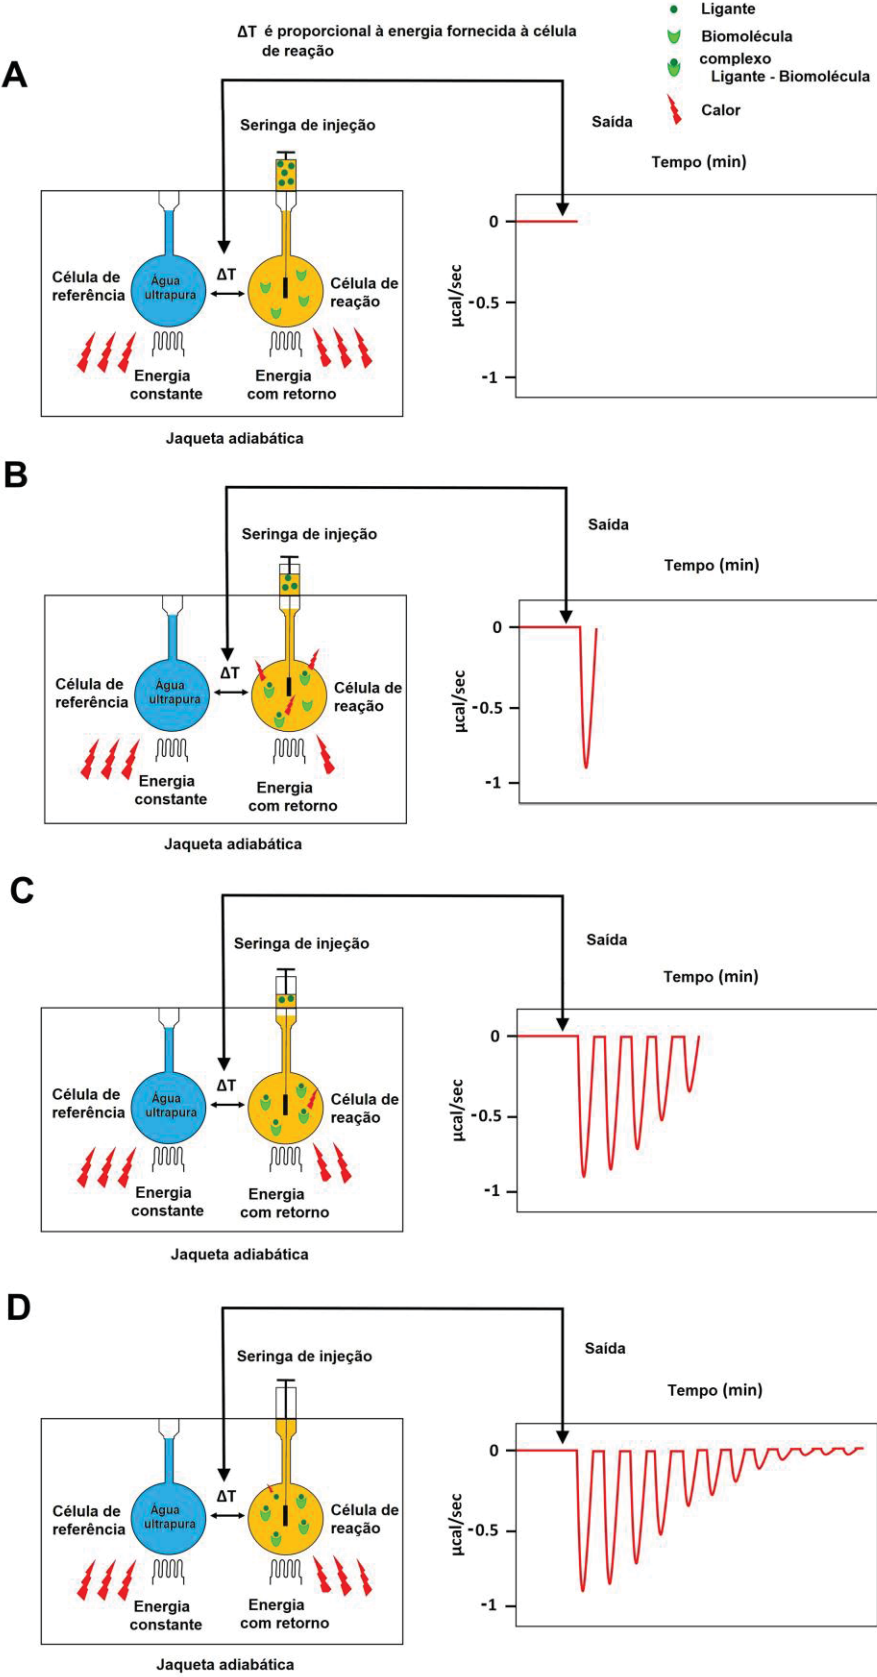 ΔT é proporcional à energia fornecida à célula
de reação
Ligante
Biomolécula
complexo
Ligante - Biomolécula
Calor
A
Seringa de injeção
Saída
Tempo (min)
Célula de
referência
Água
ultrapura
ΔT
Célula de
reação
Energia
constante
Energia
com retorno
Jaqueta adiabática
0
-0.5
-1
µcal/sec
B
Seringa de injeção
Saída
Tempo (min)
Célula de
referência
Água
ultrapura
ΔT
Célula de
reação
Energia
constante
Energia
com retorno
Jaqueta adiabática
0
-0.5
-1
µcal/sec
C
Seringa de injeção
Saída
Tempo (min)
Célula de
referência
Água
ultrapura
ΔT
Célula de
reação
Energia
constante
Energia
com retorno
Jaqueta adiabática
0
-0.5
-1
µcal/sec
D
Seringa de injeção
Saída
Tempo (min)
Célula de
referência
Água
ultrapura
ΔT
Célula de
reação
Energia
constante
Energia
com retorno
Jaqueta adiabática
0
-0.5
-1
µcal/sec